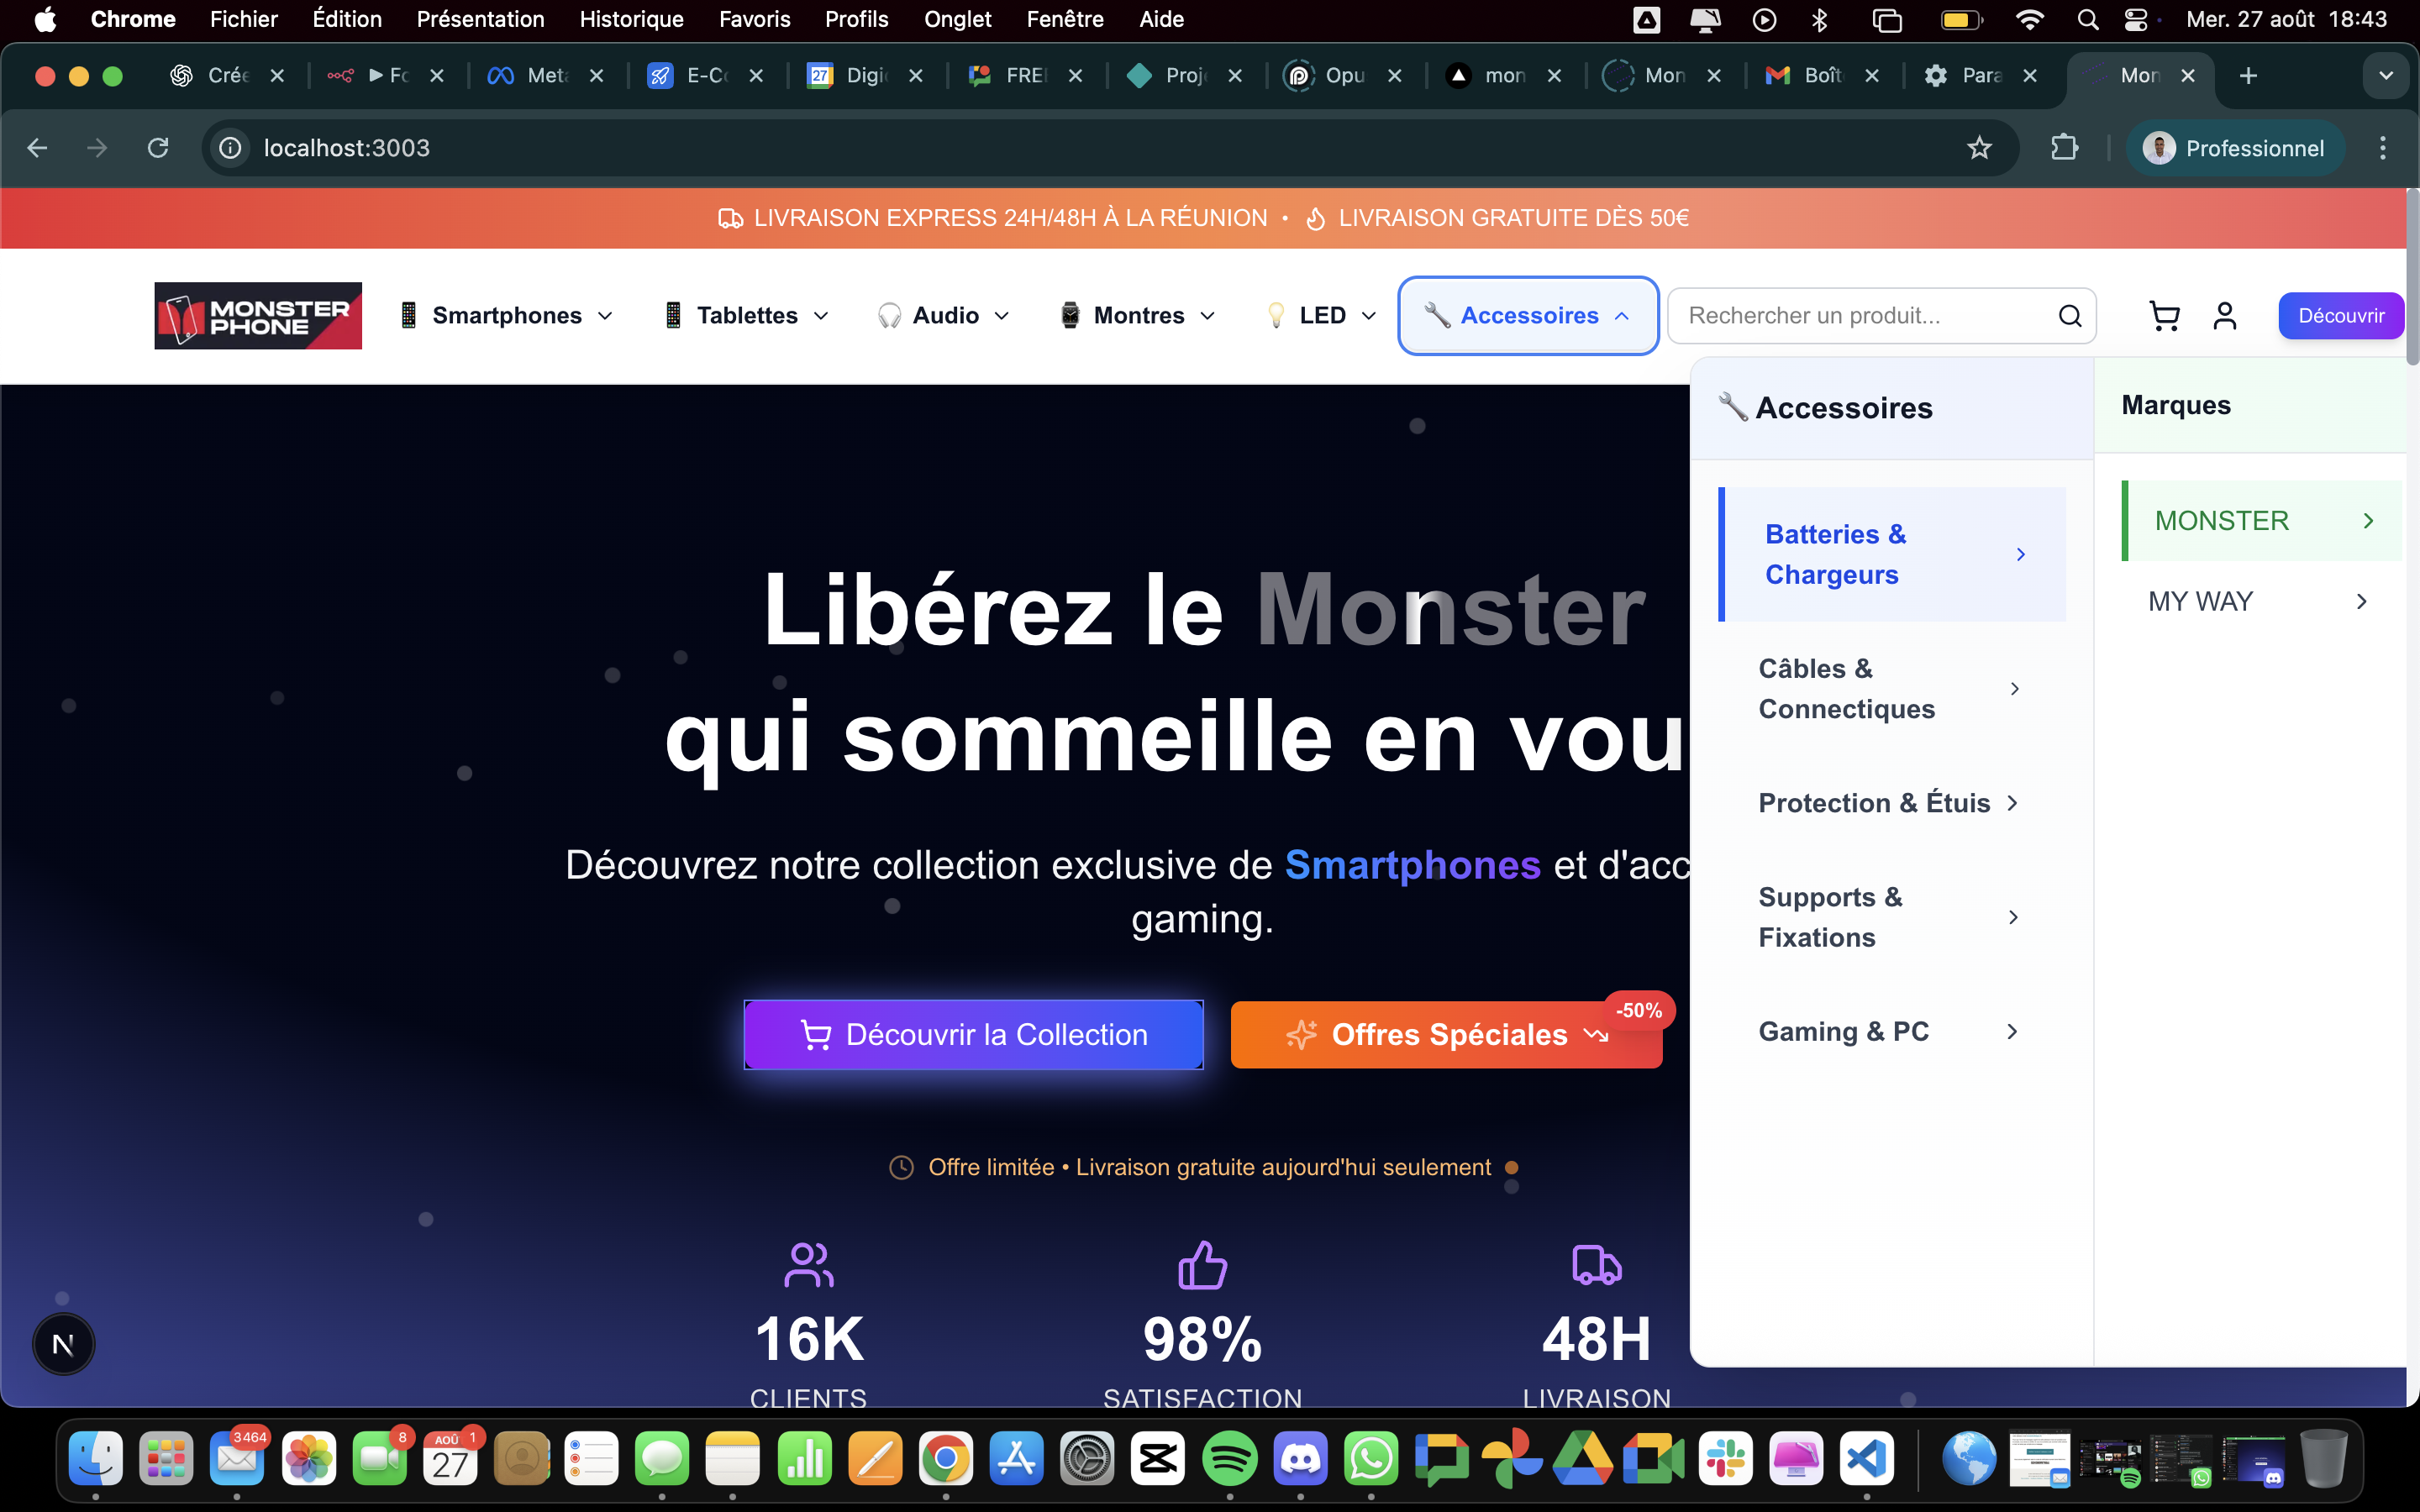 Chrome Fichier Édition Présentation Historique Favoris Profils Onglet Fenêtre Aide Mer. 27 août 18:43
Meta 27 FREE Opu mon Mon Boît Para Mon
localhost:3003
Professionnel
LIVRAISON EXPRESS 24H/48H À LA RÉUNION • LIVRAISON GRATUITE DÈS 50€
MONSTER
PHONE
Smartphones Tablettes Audio Montres LED Accessoires Rechercher un produit... Découvrir
Accessoires
Marques
Batteries &
Chargeurs
MONSTER
MY WAY
Câbles &
Connectiques
Protection & Étuis
Supports &
Fixations
Gaming & PC
Libérez le Monster
qui sommeille en vou
Découvrez notre collection exclusive de Smartphones et d'acc
gaming.
Découvrir la Collection
Offres Spéciales
-50%
Offre limitée • Livraison gratuite aujourd'hui seulement
16K
98%
48H
CLIENTS
SATISFACTION
LIVRAISON
N
3464
8
AOÛ
1
27